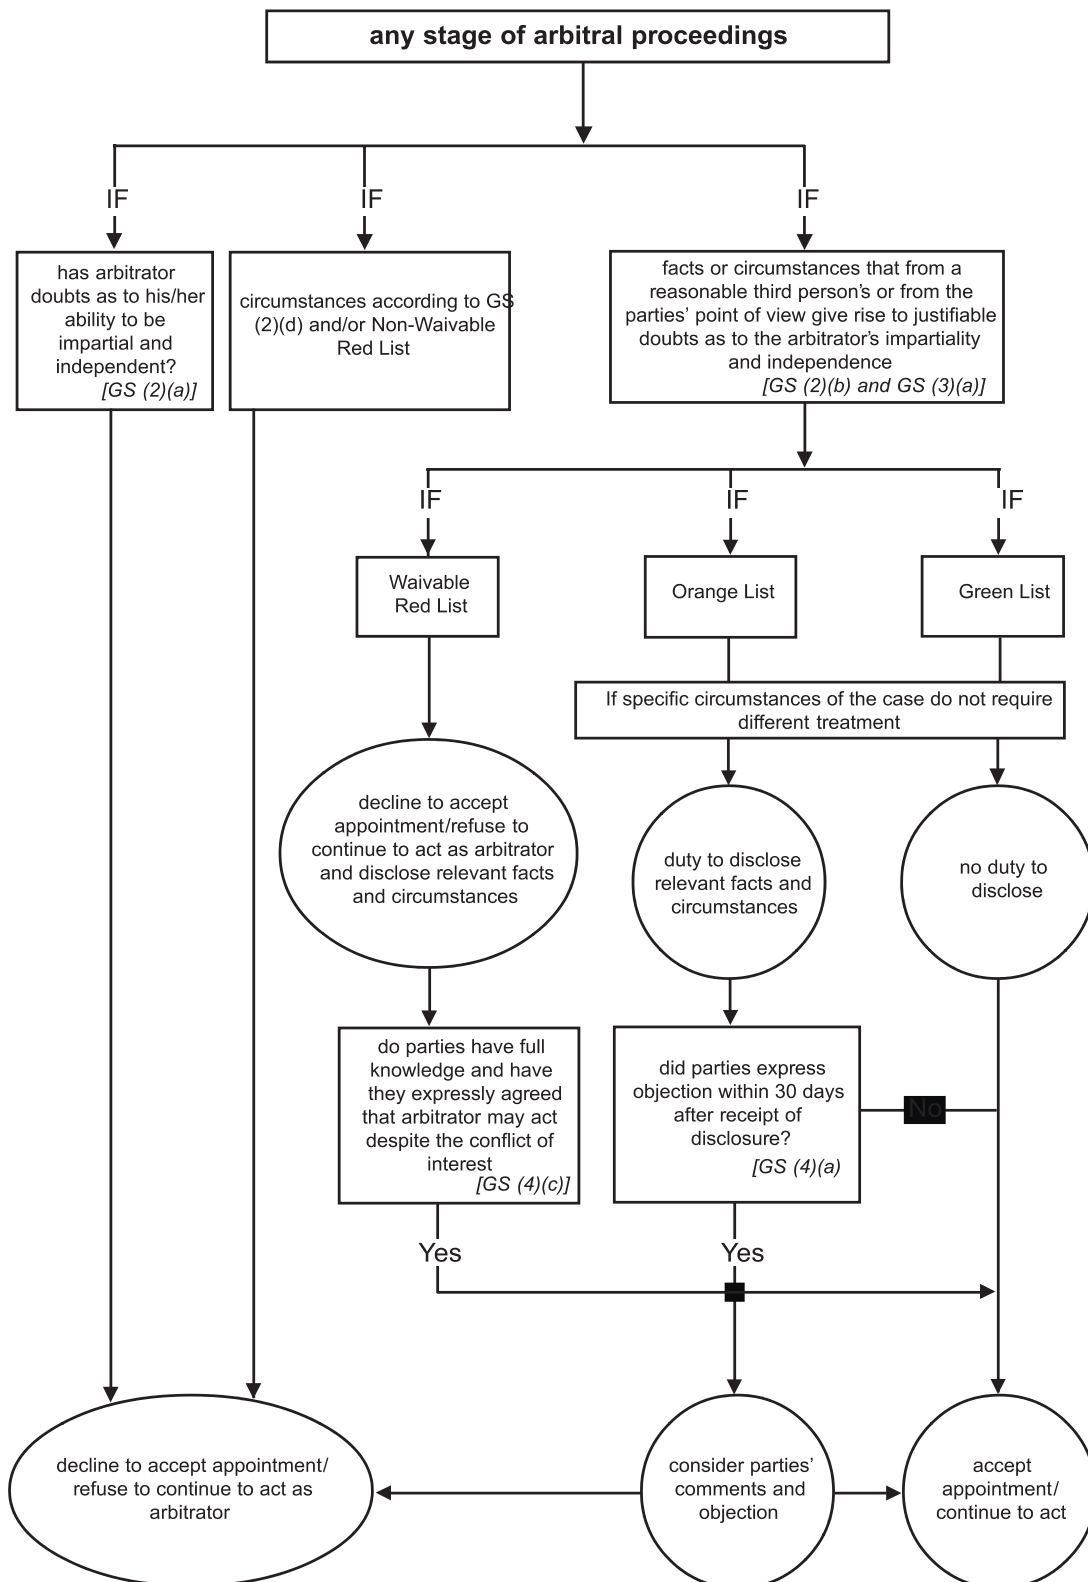 any stage of arbitral proceedings
IF
IF
IF
has arbitrator
doubts as to his/her
ability to be
impartial and
independent?
[GS (2)(a)]
circumstances according to GS
(2)(d) and/or Non-Waivable
Red List
facts or circumstances that from a
reasonable third person's or from the
parties' point of view give rise to justifiable
doubts as to the arbitrator's impartiality
and independence
[GS (2)(b) and GS (3)(a)]
IF
IF
IF
Waivable
Red List
Orange List
Green List
If specific circumstances of the case do not require
different treatment
decline to accept
appointment/refuse to
continue to act as arbitrator
and disclose relevant facts
and circumstances
duty to disclose
relevant facts and
circumstances
no duty to
disclose
do parties have full
knowledge and have
they expressly agreed
that arbitrator may act
despite the conflict of
interest
[GS (4)(c)]
did parties express
objection within 30 days
after receipt of
disclosure?
[GS (4)(a)
No
Yes
Yes
decline to accept appointment/
refuse to continue to act as
arbitrator
consider parties'
comments and
objection
accept
appointment/
continue to act